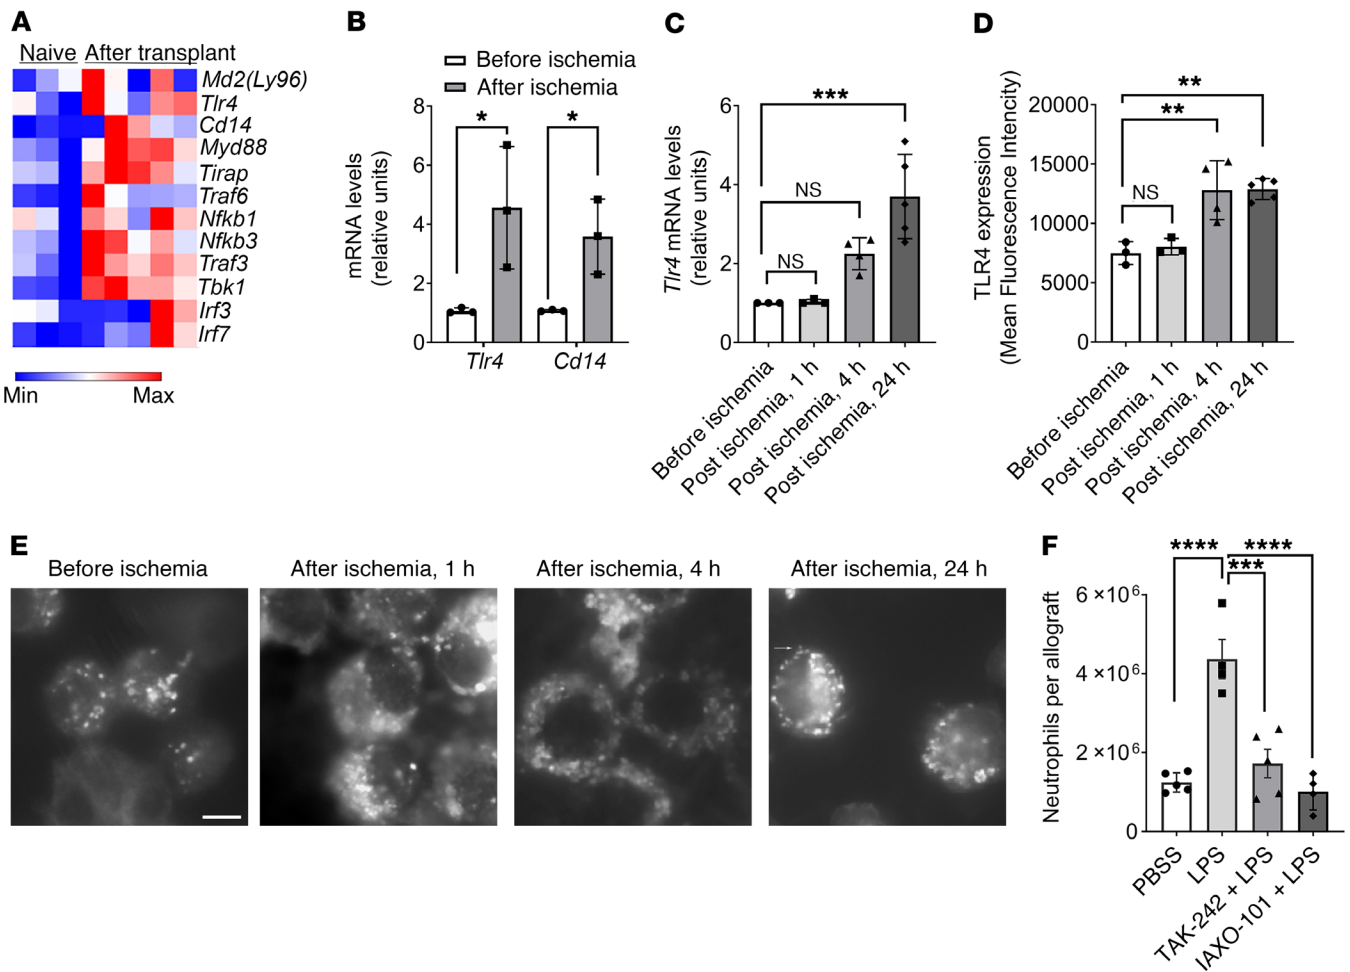 A
Naive After transplant
Md2(Ly96)
Tlr4
Cd14
Myd88
Tirap
Traf6
Nfkb1
Nfkb3
Traf3
Tbk1
Irf3
Irf7
Min Max
B
Before ischemia
After ischemia
mRNA levels
(relative units)
8
6
4
2
0
* *
Tlr4 Cd14
C
Tlr4 mRNA levels
(relative units)
6
4
2
0
***
NS
NS
Before ischemia
Post ischemia, 1 h
Post ischemia, 4 h
Post ischemia, 24 h
D
TLR4 expression
(Mean Fluorescence Intencity)
20000
15000
10000
5000
0
**
**
NS
Before ischemia
Post ischemia, 1 h
Post ischemia, 4 h
Post ischemia, 24 h
E
Before ischemia
After ischemia, 1 h
After ischemia, 4 h
After ischemia, 24 h
F
Neutrophils per allograft
6×10⁶
4×10⁶
2×10⁶
0
**** ****
***
PBSS
LPS
TAK-242 + LPS
IAXO-101 + LPS